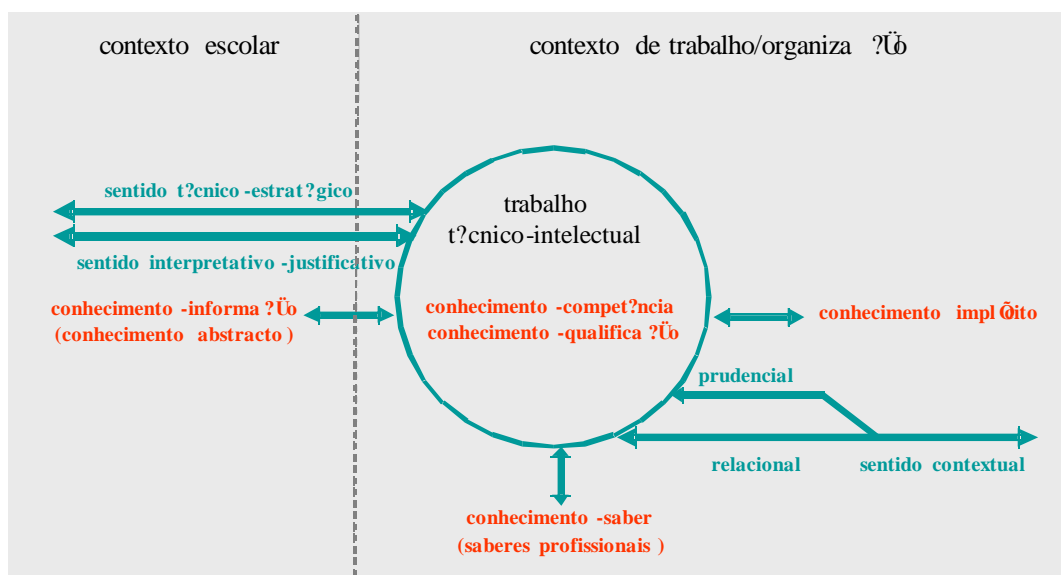 contexto escolar
contexto de trabalho/organiza ?Üo
sentido t?cnico -estrat?gico
trabalho
t?cnico-intelectual
sentido interpretativo -justificativo
conhecimento -informa ?Üo
(conhecimento abstracto )
conhecimento -compet?ncia
conhecimento -qualifica ?Üo
conhecimento impl Õito
prudencial
relacional
sentido contextual
conhecimento -saber
(saberes profissionais )